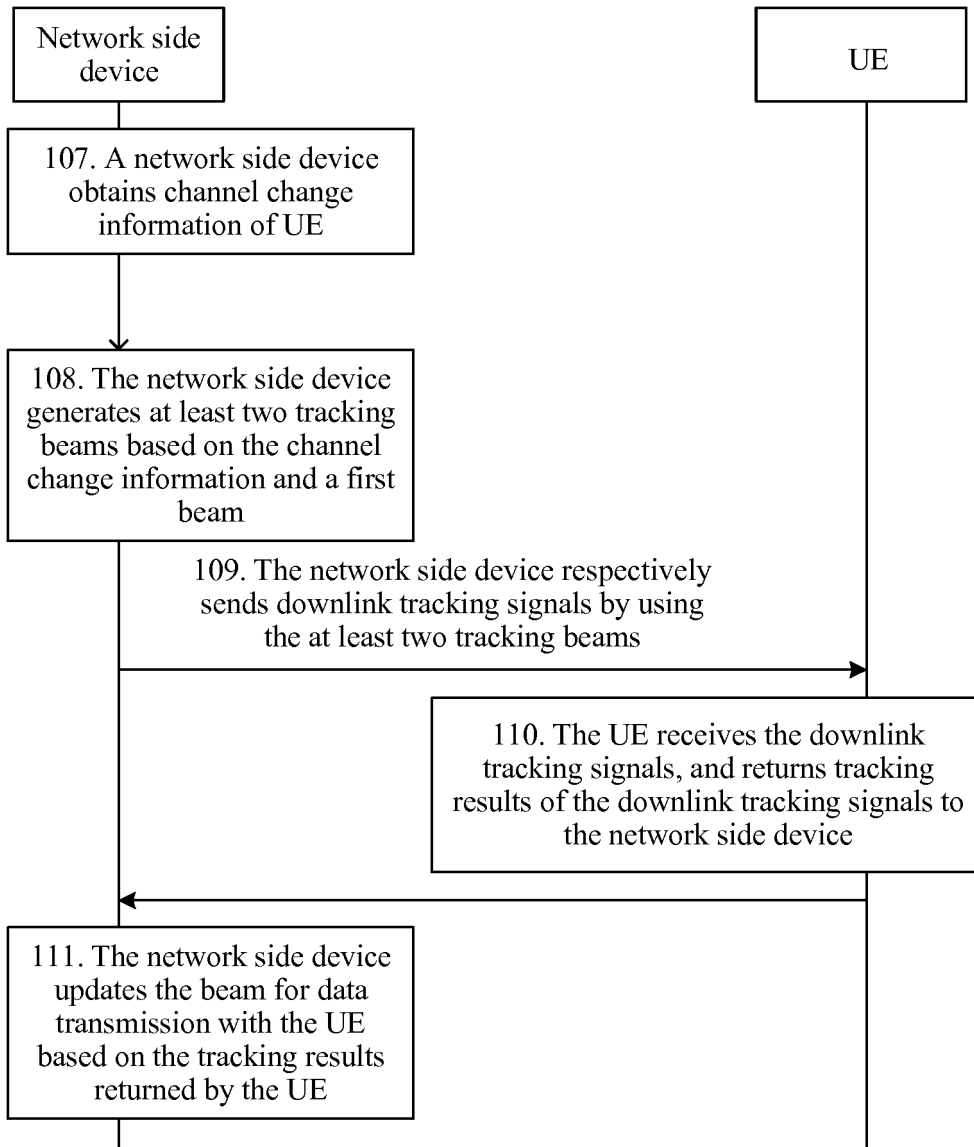 Network side
device
UE
107. A network side device
obtains channel change
information of UE
108. The network side device
generates at least two tracking
beams based on the channel
change information and a first
beam
109. The network side device respectively
sends downlink tracking signals by using
the at least two tracking beams
110. The UE receives the downlink
tracking signals, and returns tracking
results of the downlink tracking signals to
the network side device
111. The network side device
updates the beam for data
transmission with the UE
based on the tracking results
returned by the UE